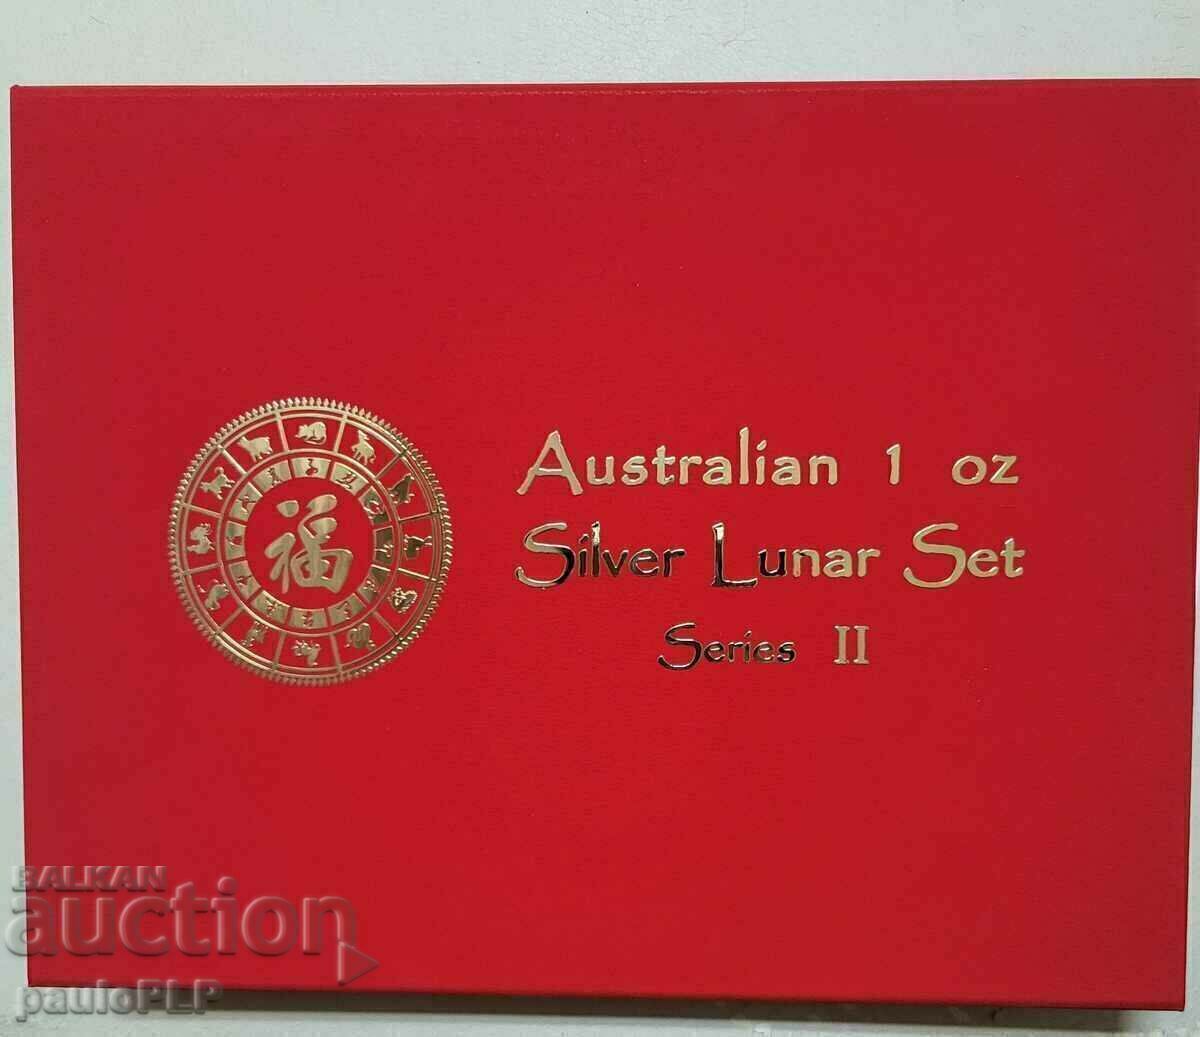 福
Australian 1 oz
Silver Lunar Set
Series II
BALKAN
auction
pauloPLP